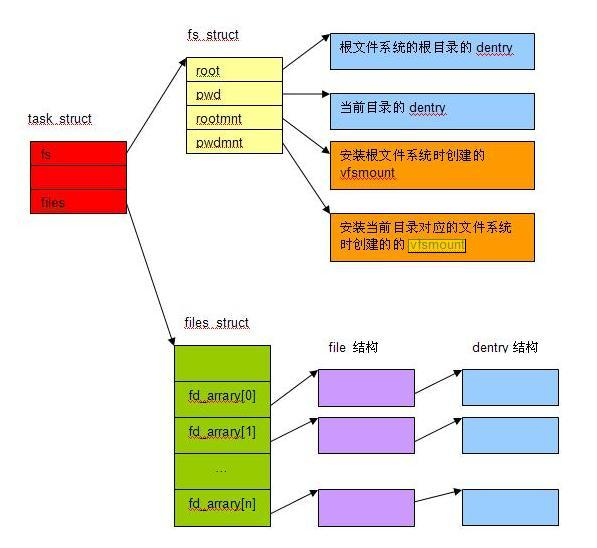 fs_struct
根文件系统的根目录的 dentry
root
pwd
rootmnt
pwdmnt
当前目录的 dentry
task_struct
fs
files
安装根文件系统时创建的
vfsmount
安装当前目录对应的文件系统
时创建的的 vfsmount
files_struct
file 结构
dentry 结构
fd_arrary[0]
fd_arrary[1]
...
fd_arrary[n]